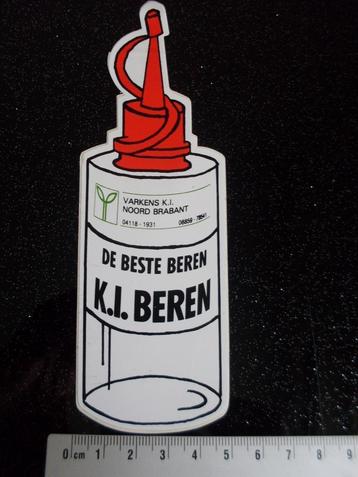 VARKENS K.I.
NOORD BRABANT
04118 - 1931 08859 - 7854
DE BESTE BEREN
K.I. BEREN
0 cm 1 2 3 4 5 6 7 8 9